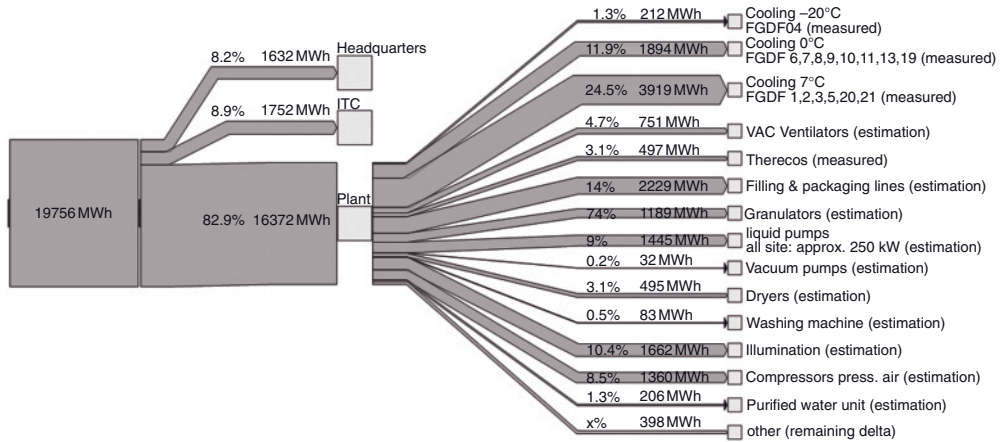 19756 MWh
8.2% 1632 MWh
Headquarters
8.9% 1752 MWh
ITC
82.9% 16372 MWh
Plant
1.3% 212 MWh
Cooling –20°C
FGDF04 (measured)
11.9% 1894 MWh
Cooling 0°C
FGDF 6,7,8,9,10,11,13,19 (measured)
24.5% 3919 MWh
Cooling 7°C
FGDF 1,2,3,5,20,21 (measured)
4.7% 751 MWh
VAC Ventilators (estimation)
3.1% 497 MWh
Therecos (measured)
14% 2229 MWh
Filling & packaging lines (estimation)
74% 1189 MWh
Granulators (estimation)
9% 1445 MWh
liquid pumps
all site: approx. 250 kW (estimation)
0.2% 32 MWh
Vacuum pumps (estimation)
3.1% 495 MWh
Dryers (estimation)
0.5% 83 MWh
Washing machine (estimation)
10.4% 1662 MWh
Illumination (estimation)
8.5% 1360 MWh
Compressors press. air (estimation)
1.3% 206 MWh
Purified water unit (estimation)
x% 398 MWh
other (remaining delta)